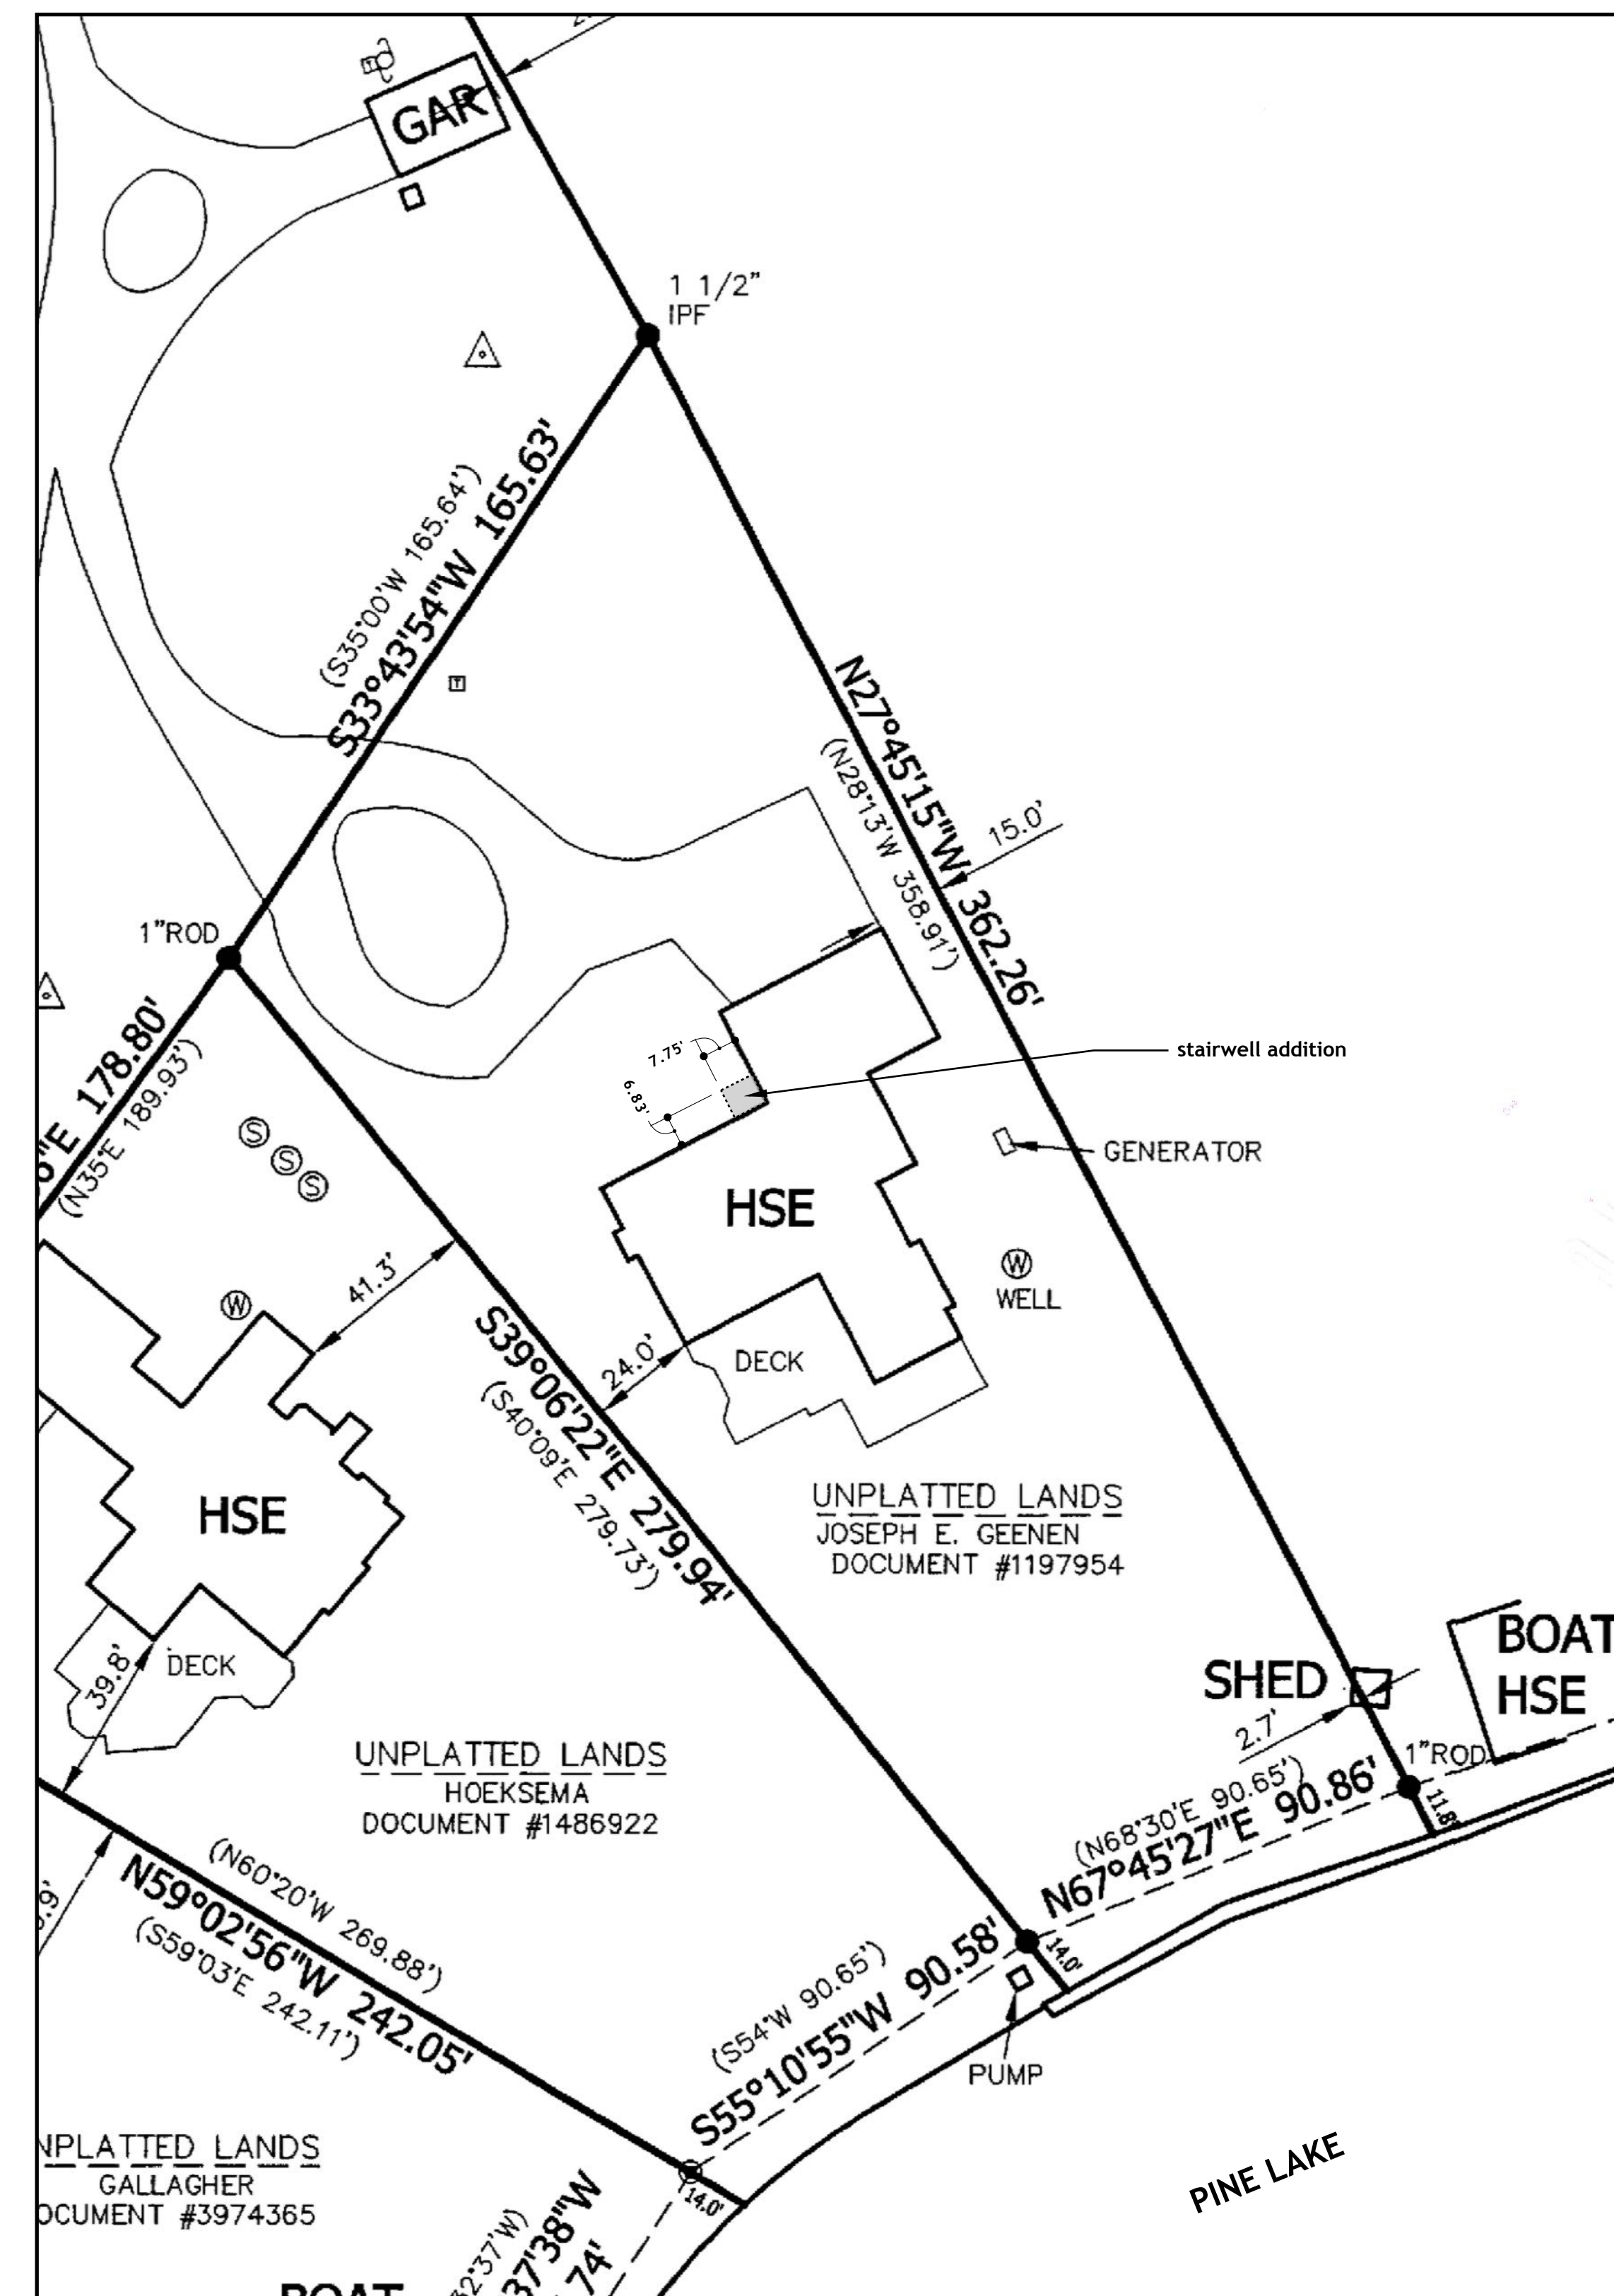 GAR
1 1/2"
IPF
S33°43'54"W 165.63'
(S35°00'W 165.64')
T
N27°45'15"W 362.26'
(N28°13'W 358.91')
15.0'
1"ROD
178.80'
(N35°E 189.93')
7.75'
6.83'
stairwell addition
GENERATOR
S
S
S
HSE
W
WELL
W
41.3'
24.0'
DECK
S39°06'22"E 279.94'
(S40°09'E 279.73')
UNPLATTED LANDS
JOSEPH E. GEENEN
DOCUMENT #1197954
HSE
DECK
39.8'
SHED
BOAT
HSE
2.7'
1"ROD
11.8'
(N68°30'E 90.65')
N67°45'27"E 90.86'
UNPLATTED LANDS
HOEKSEMA
DOCUMENT #1486922
(N60°20'W 269.88')
N59°02'56"W 242.05'
(S59°03'E 242.11')
14.0'
(S54°W 90.65')
S55°10'55"W 90.58'
PUMP
PINE LAKE
NPLATTED LANDS
GALLAGHER
OCUMENT #3974365
14.0'
32°37'W)
37'38"W
.74'
BOAT